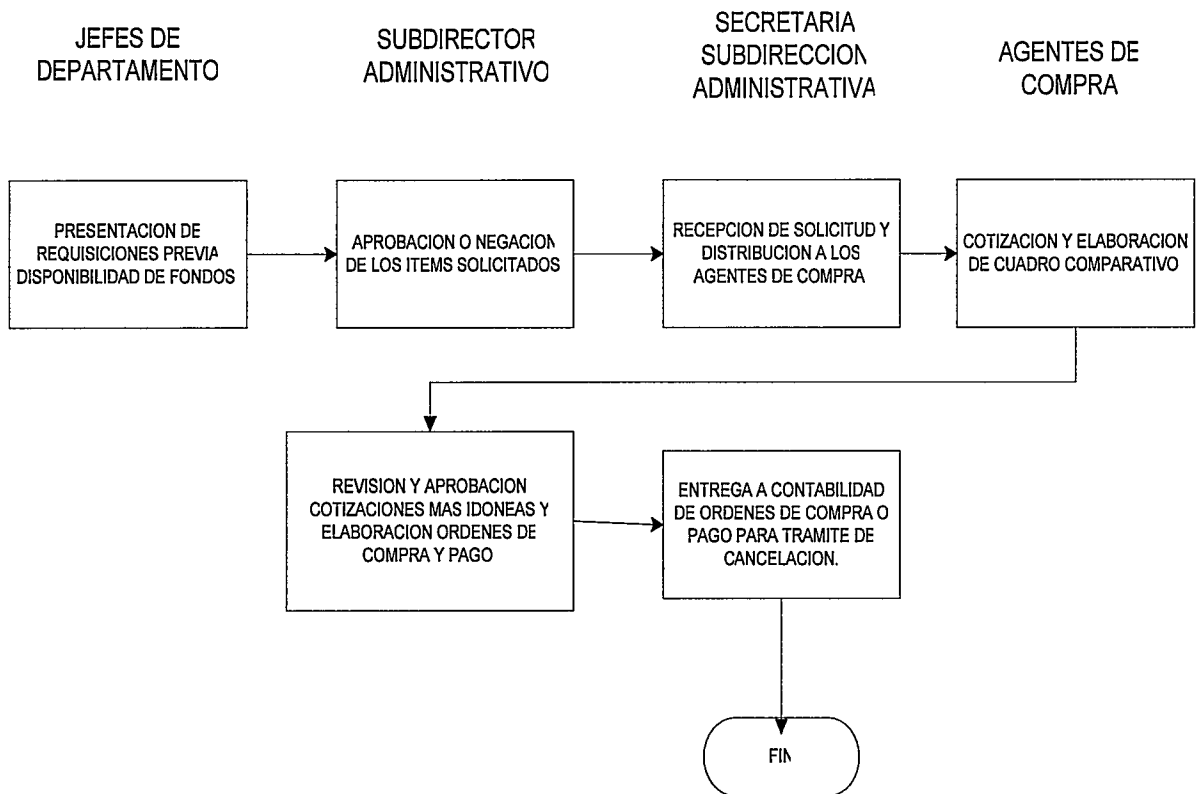 JEFES DE
DEPARTAMENTO
SUBDIRECTOR
ADMINISTRATIVO
SECRETARIA
SUBDIRECCION
ADMINISTRATIVA
AGENTES DE
COMPRA
PRESENTACION DE
REQUISICIONES PREVIA
DISPONIBILIDAD DE FONDOS
APROBACION O NEGACION
DE LOS ITEMS SOLICITADOS
RECEPCION DE SOLICITUD Y
DISTRIBUCION A LOS
AGENTES DE COMPRA
COTIZACION Y ELABORACION
DE CUADRO COMPARATIVO
REVISION Y APROBACION
COTIZACIONES MAS IDONEAS Y
ELABORACION ORDENES DE
COMPRA Y PAGO
ENTREGA A CONTABILIDAD
DE ORDENES DE COMPRA O
PAGO PARA TRAMITE DE
CANCELACION.
FIN